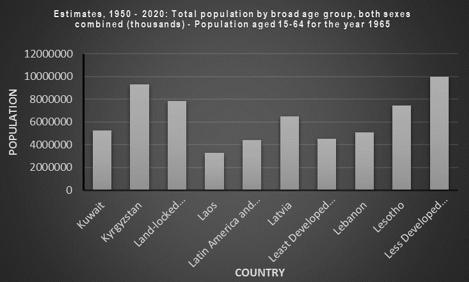 Estimates, 1950 - 2020: Total population by broad age group, both sexes
combined (thousands) - Population aged 15-64 for the year 1965
12000000
10000000
8000000
6000000
4000000
2000000
0
POPULATION
Kuwait
Kyrgyzstan
Land-locked...
Laos
Latin America and...
Latvia
Least Developed...
Lebanon
Lesotho
Less Developed...
COUNTRY